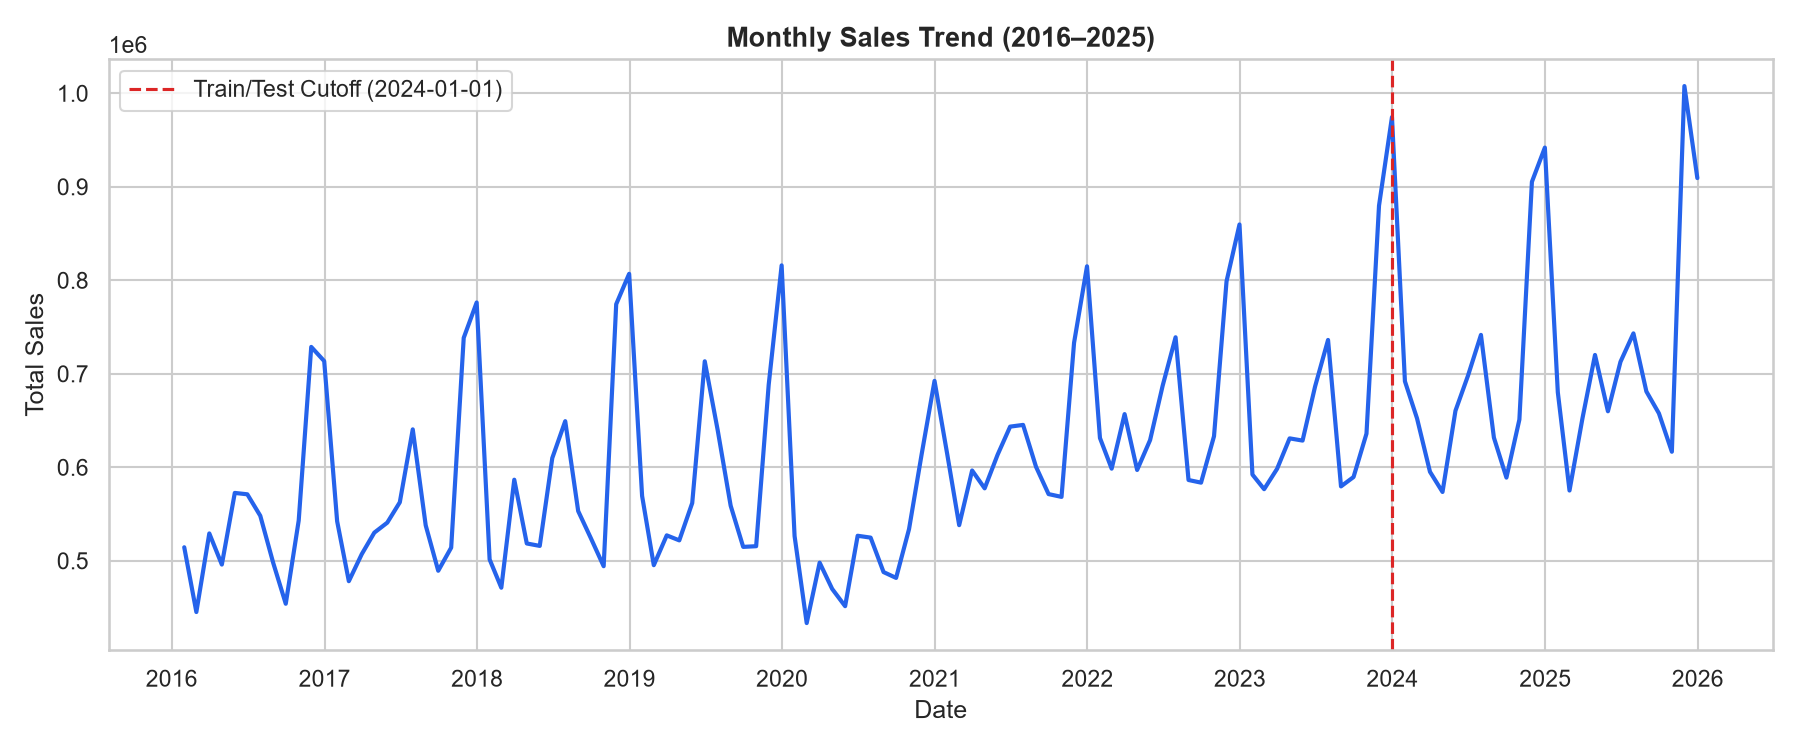 Monthly Sales Trend (2016–2025)
1e6
Train/Test Cutoff (2024-01-01)
1.0
0.9
0.8
0.7
0.6
0.5
Total Sales
2016 2017 2018 2019 2020 2021 2022 2023 2024 2025 2026
Date